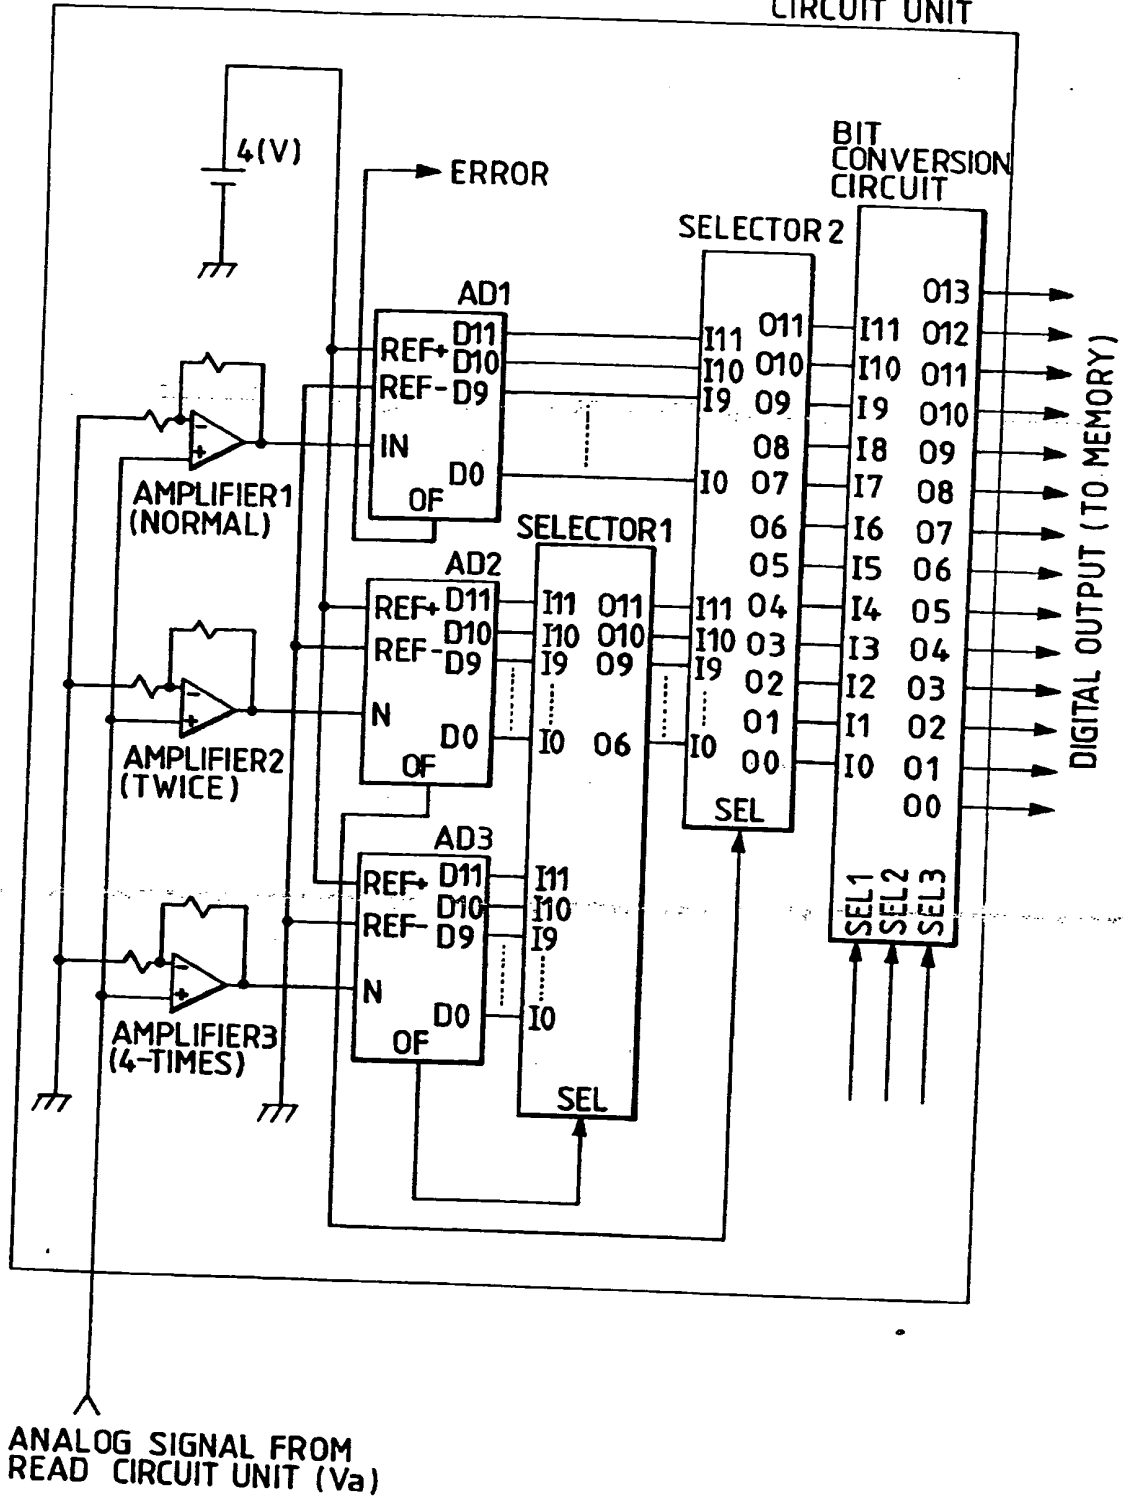 CIRCUIT UNIT
4(V)
ERROR
BIT
CONVERSION
CIRCUIT
SELECTOR 2
AD1
REF+
REF-
IN
OF
D11
D10
D9
D0
I11
I10
I9
I0
O11
O10
O9
O8
O7
O6
O5
O4
O3
O2
O1
O0
I11
I10
I9
I0
SEL
I11
I10
I9
I8
I7
I6
I5
I4
I3
I2
I1
I0
O13
O12
O11
O10
O9
O8
O7
O6
O5
O4
O3
O2
O1
O0
SEL1
SEL2
SEL3
DIGITAL OUTPUT (TO MEMORY)
AMPLIFIER1
(NORMAL)
SELECTOR1
AD2
REF+
REF-
N
OF
D11
D10
D9
D0
I11
I10
I9
I0
O11
O10
O9
O6
AMPLIFIER2
(TWICE)
AD3
REF+
REF-
N
OF
D11
D10
D9
D0
I11
I10
I9
I0
SEL
AMPLIFIER3
(4-TIMES)
ANALOG SIGNAL FROM
READ CIRCUIT UNIT (Va)